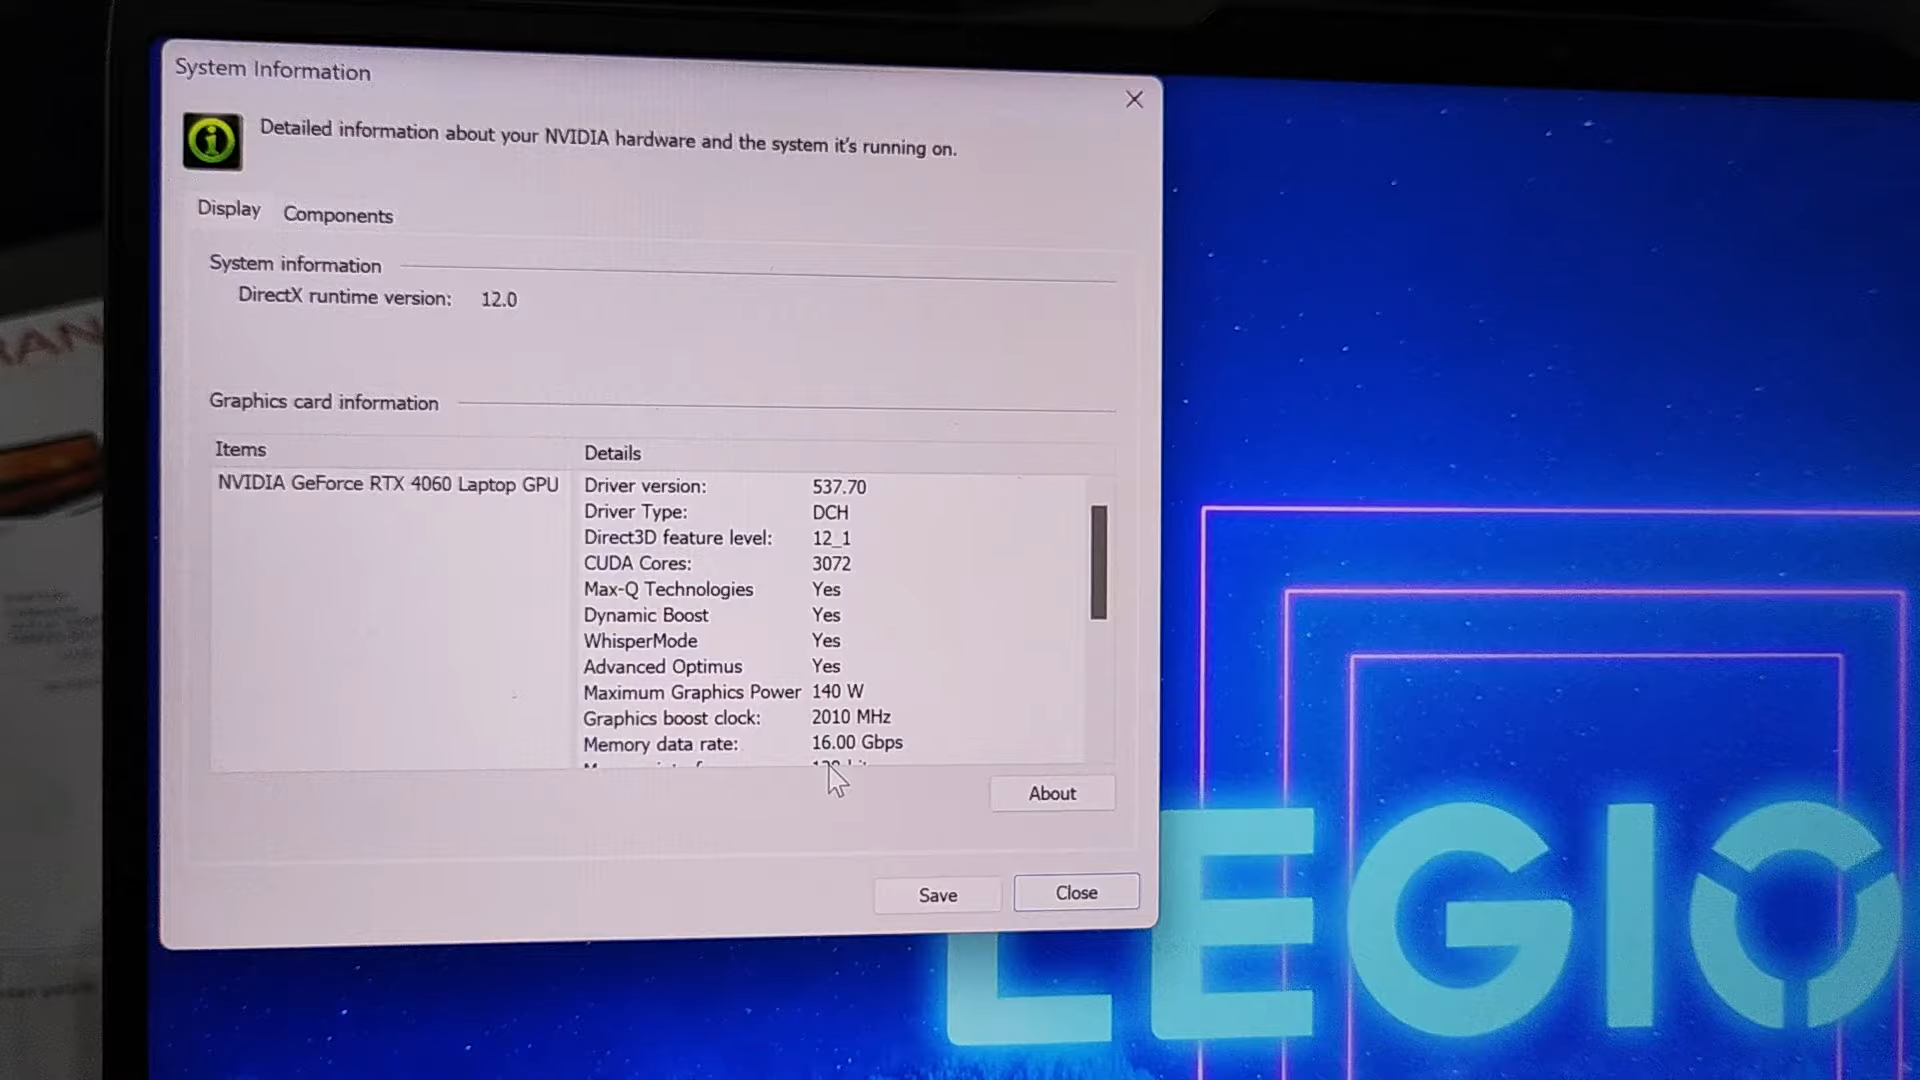 System Information
Detailed information about your NVIDIA hardware and the system it's running on.
Display Components
System information
DirectX runtime version: 12.0
Graphics card information
Items Details
NVIDIA GeForce RTX 4060 Laptop GPU Driver version: 537.70
Driver Type: DCH
Direct3D feature level: 12_1
CUDA Cores: 3072
Max-Q Technologies Yes
Dynamic Boost Yes
WhisperMode Yes
Advanced Optimus Yes
Maximum Graphics Power 140 W
Graphics boost clock: 2010 MHz
Memory data rate: 16.00 Gbps
About
Save Close
LEGIO